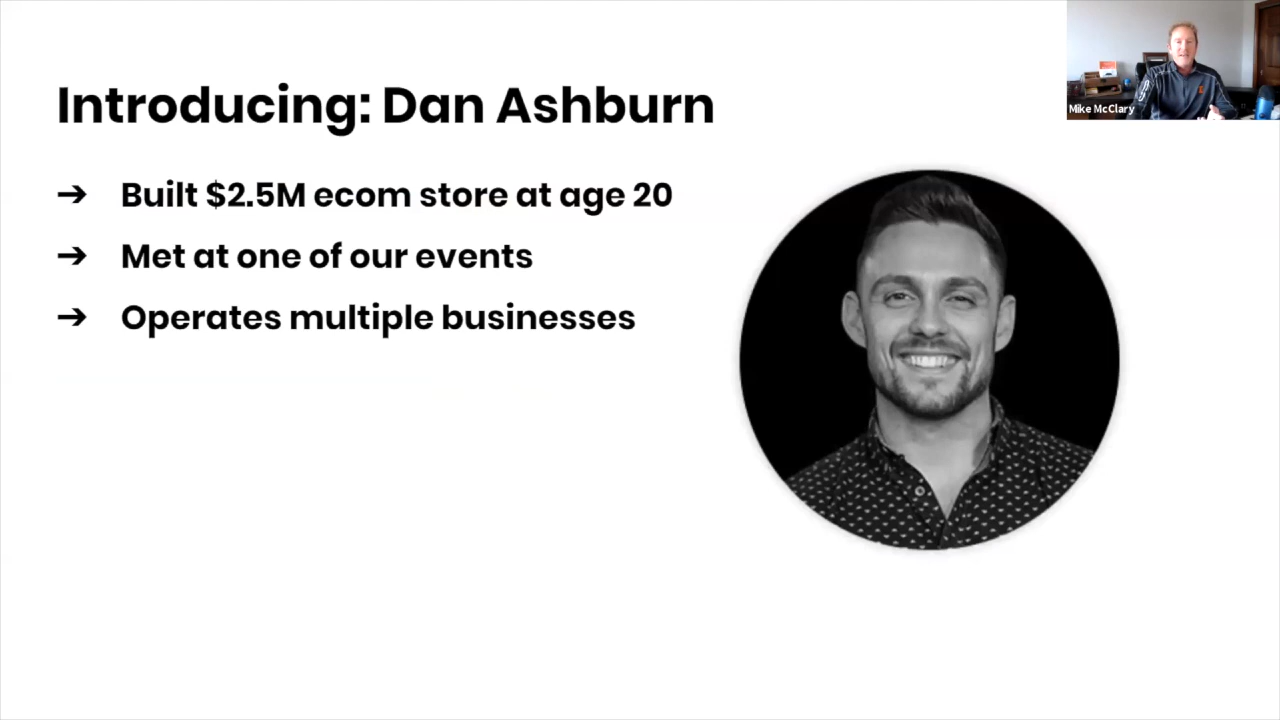 Introducing: Dan Ashburn
➔ Built $2.5M ecom store at age 20
➔ Met at one of our events
➔ Operates multiple businesses
Mike McClary